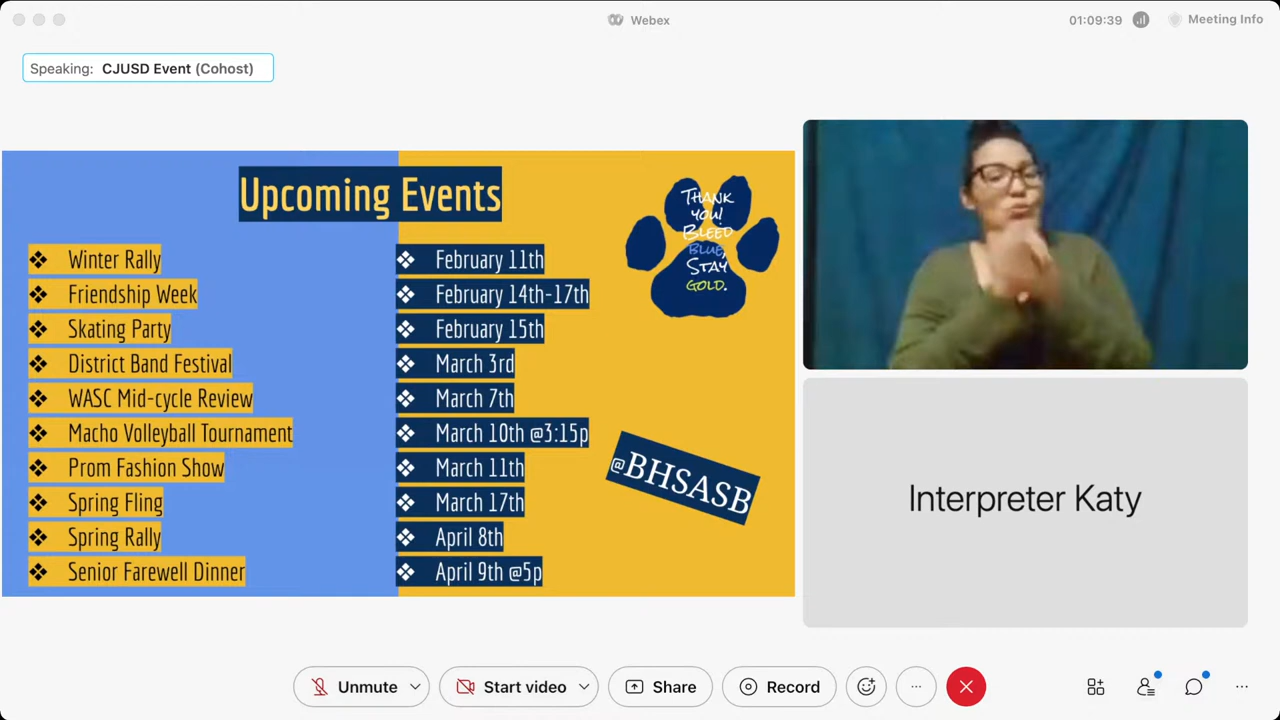 Webex
01:09:39
Meeting Info
Speaking: CJUSD Event (Cohost)
Upcoming Events
THANK
YOU!
BLEED
BLUE,
STAY
GOLD.
❖ Winter Rally ❖ February 11th
❖ Friendship Week ❖ February 14th-17th
❖ Skating Party ❖ February 15th
❖ District Band Festival ❖ March 3rd
❖ WASC Mid-cycle Review ❖ March 7th
❖ Macho Volleyball Tournament ❖ March 10th @3:15p
❖ Prom Fashion Show ❖ March 11th
❖ Spring Fling ❖ March 17th
❖ Spring Rally ❖ April 8th
❖ Senior Farewell Dinner ❖ April 9th @5p
@BHSASB
Interpreter Katy
Unmute
Start video
Share
Record